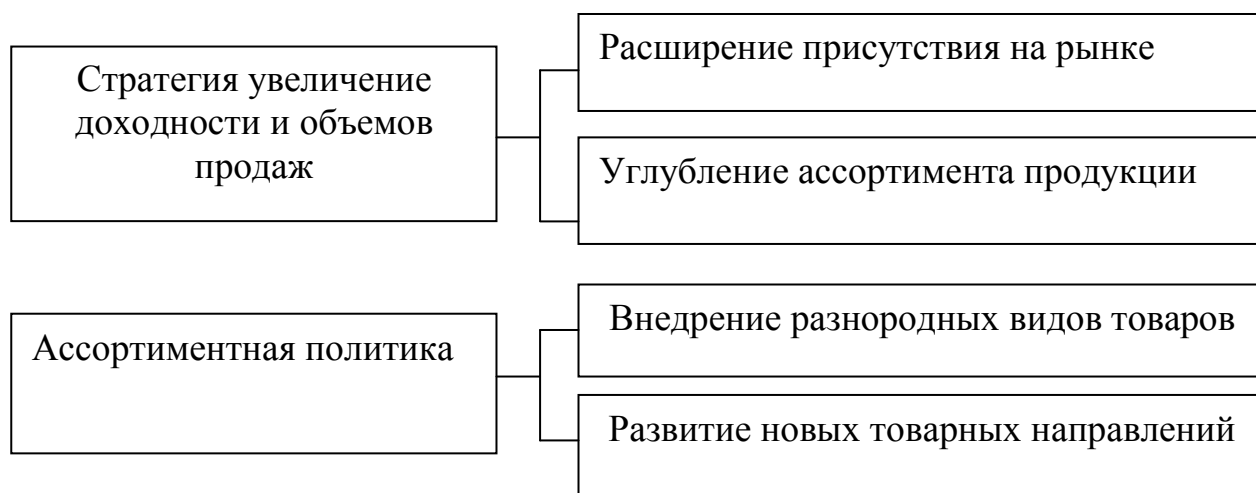 Стратегия увеличение
доходности и объемов
продаж
Расширение присутствия на рынке
Углубление ассортимента продукции
Ассортиментная политика
Внедрение разнородных видов товаров
Развитие новых товарных направлений